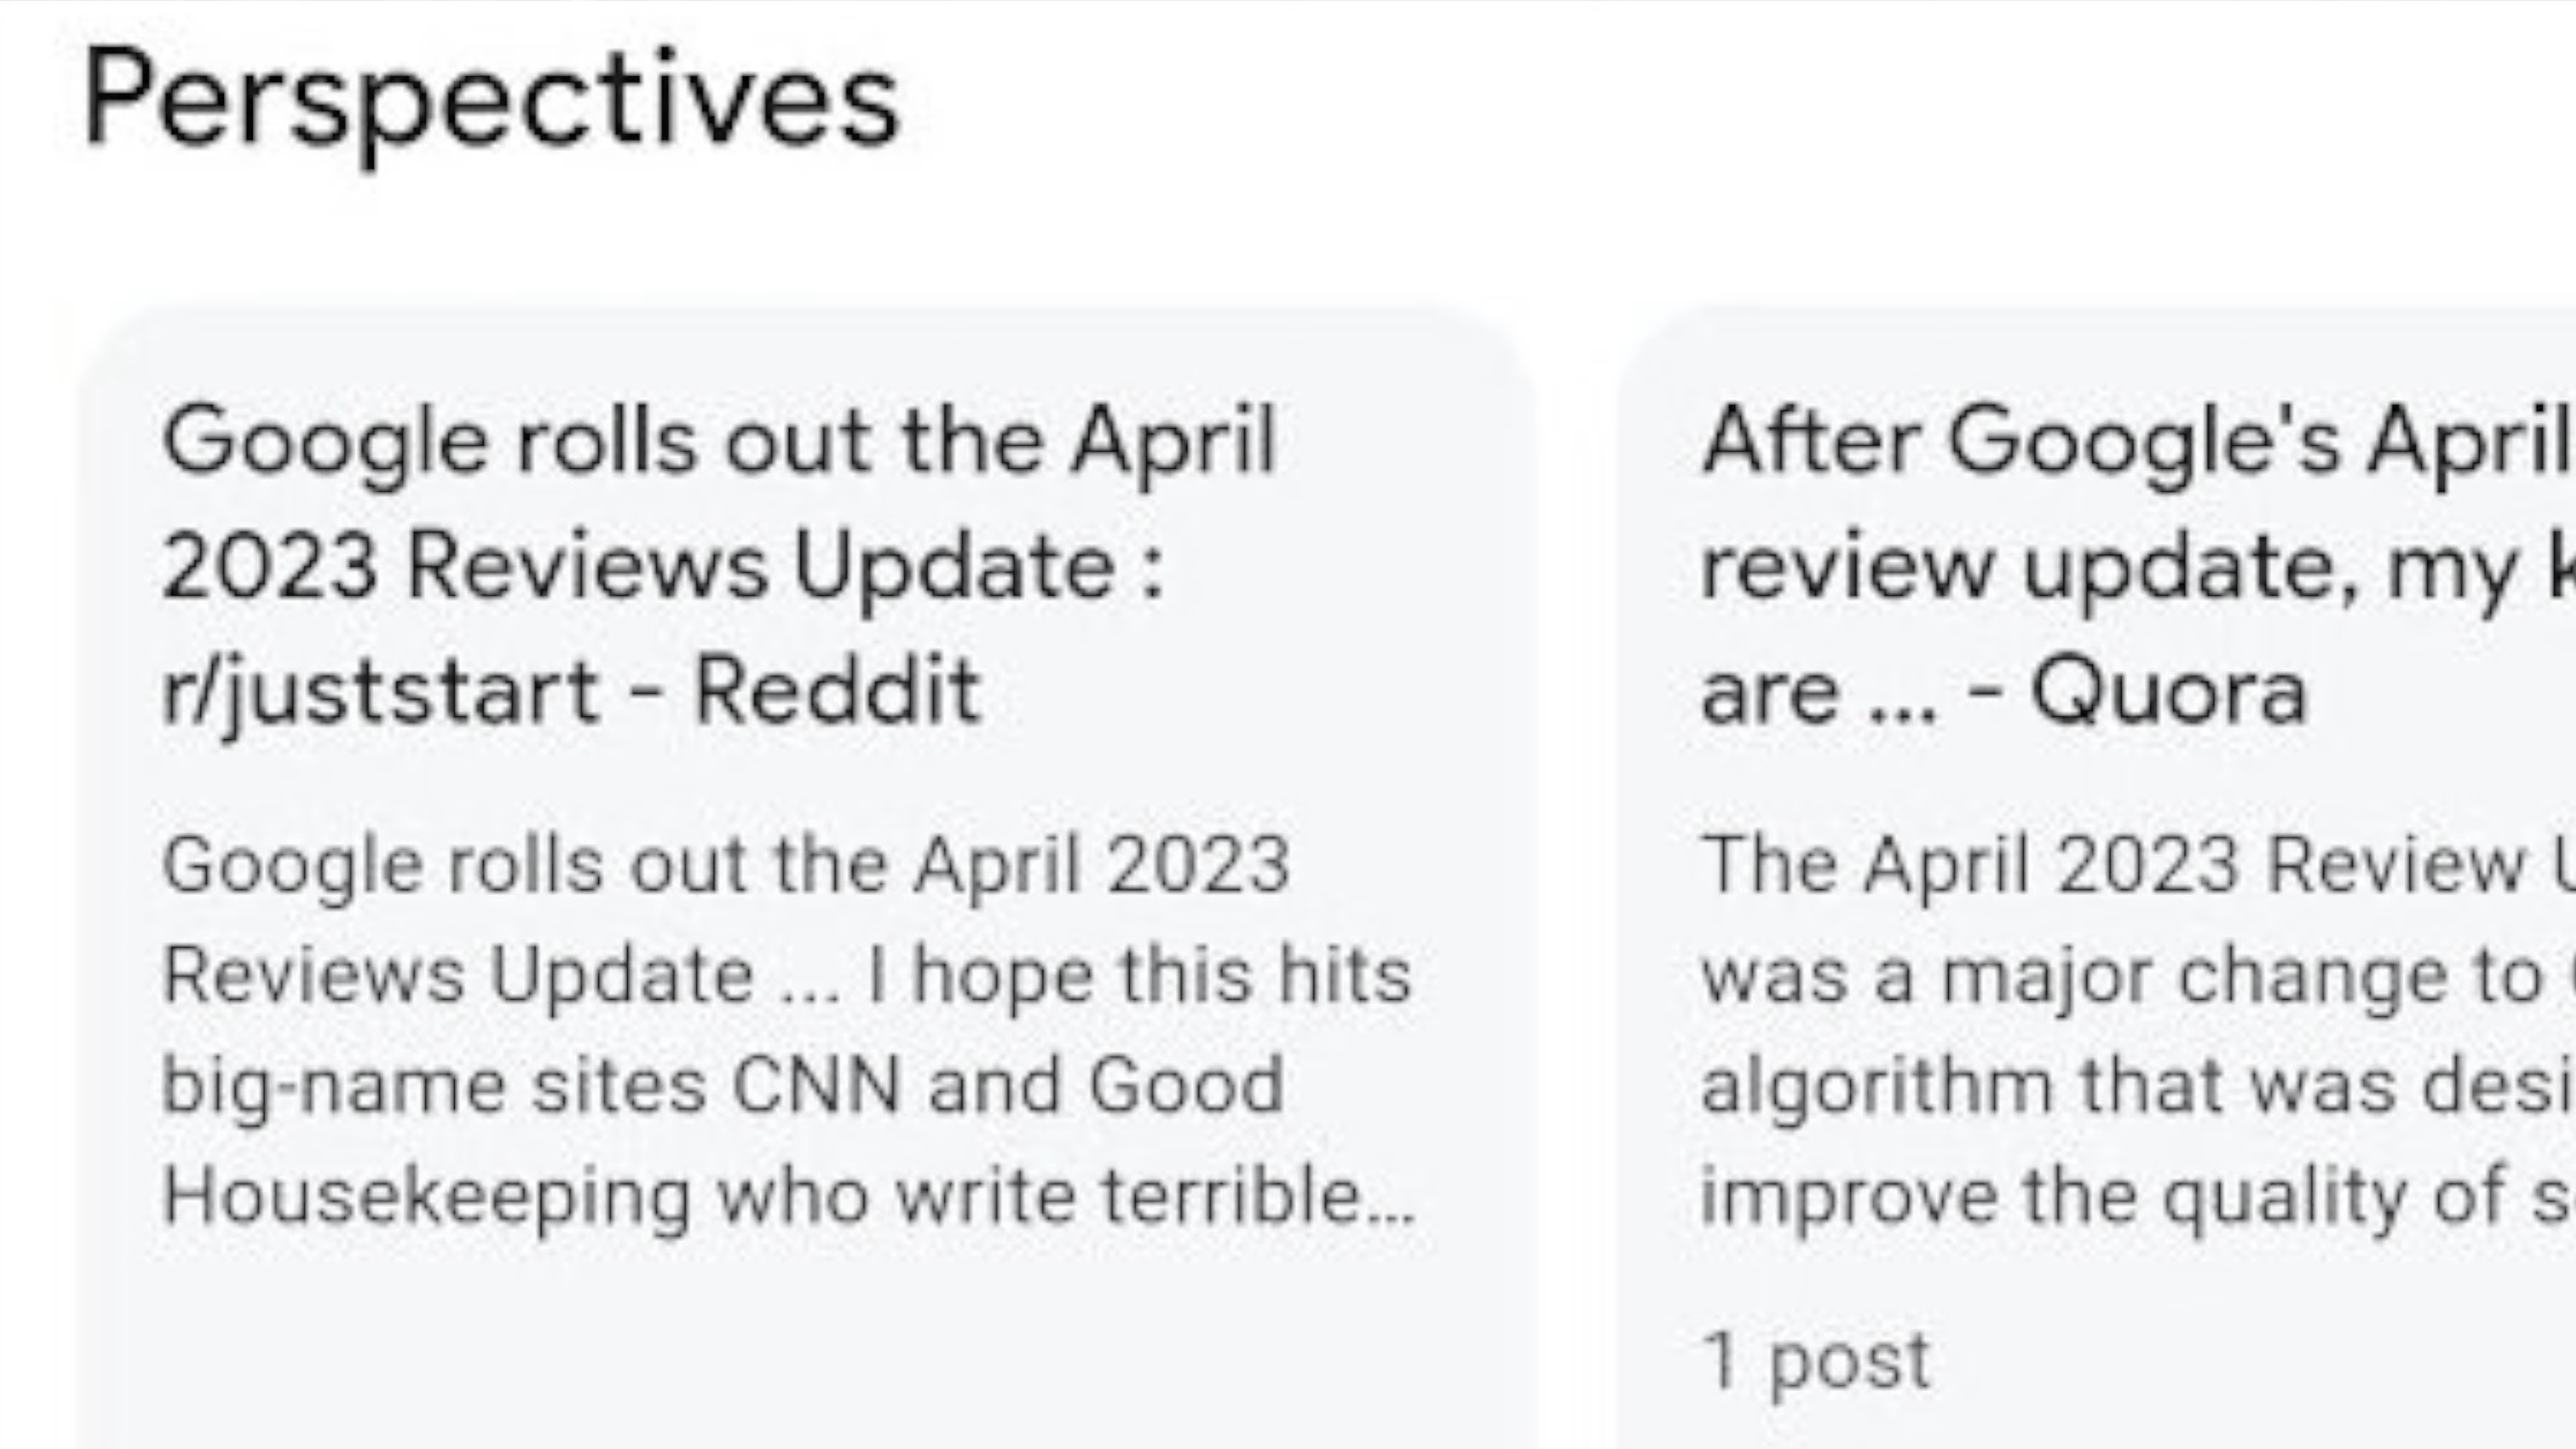 Perspectives
Google rolls out the April
2023 Reviews Update :
r/juststart - Reddit
Google rolls out the April 2023
Reviews Update ... I hope this hits
big-name sites CNN and Good
Housekeeping who write terrible...
After Google's April
review update, my
are ... - Quora
The April 2023 Review
was a major change to
algorithm that was
improve the quality of
1 post